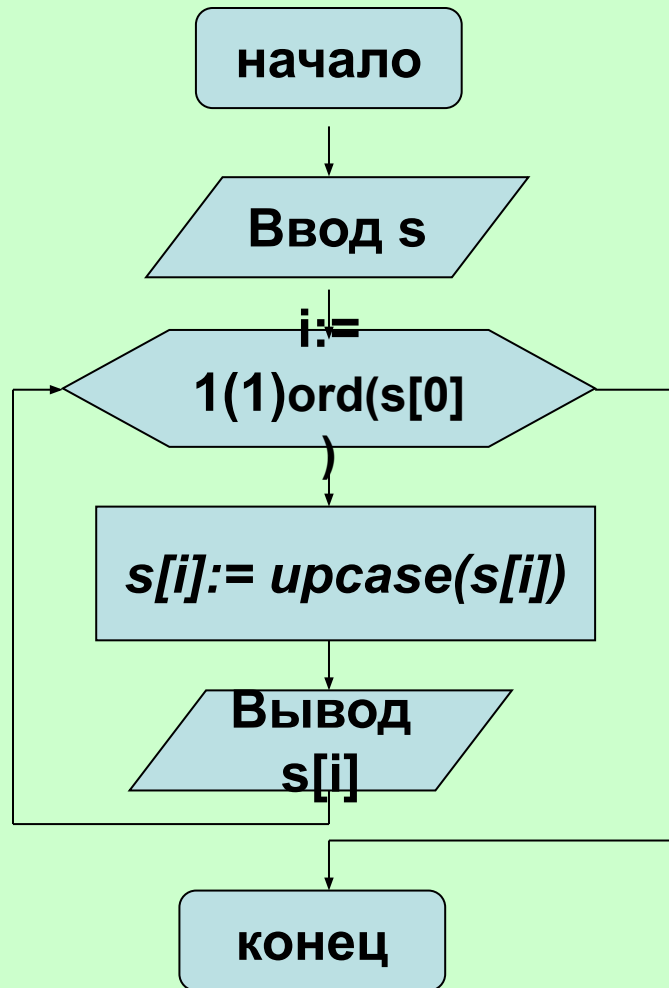 начало
Ввод s
i:=
1(1)ord(s[0]
)
s[i]:= upcase(s[i])
Вывод
s[i]
конец